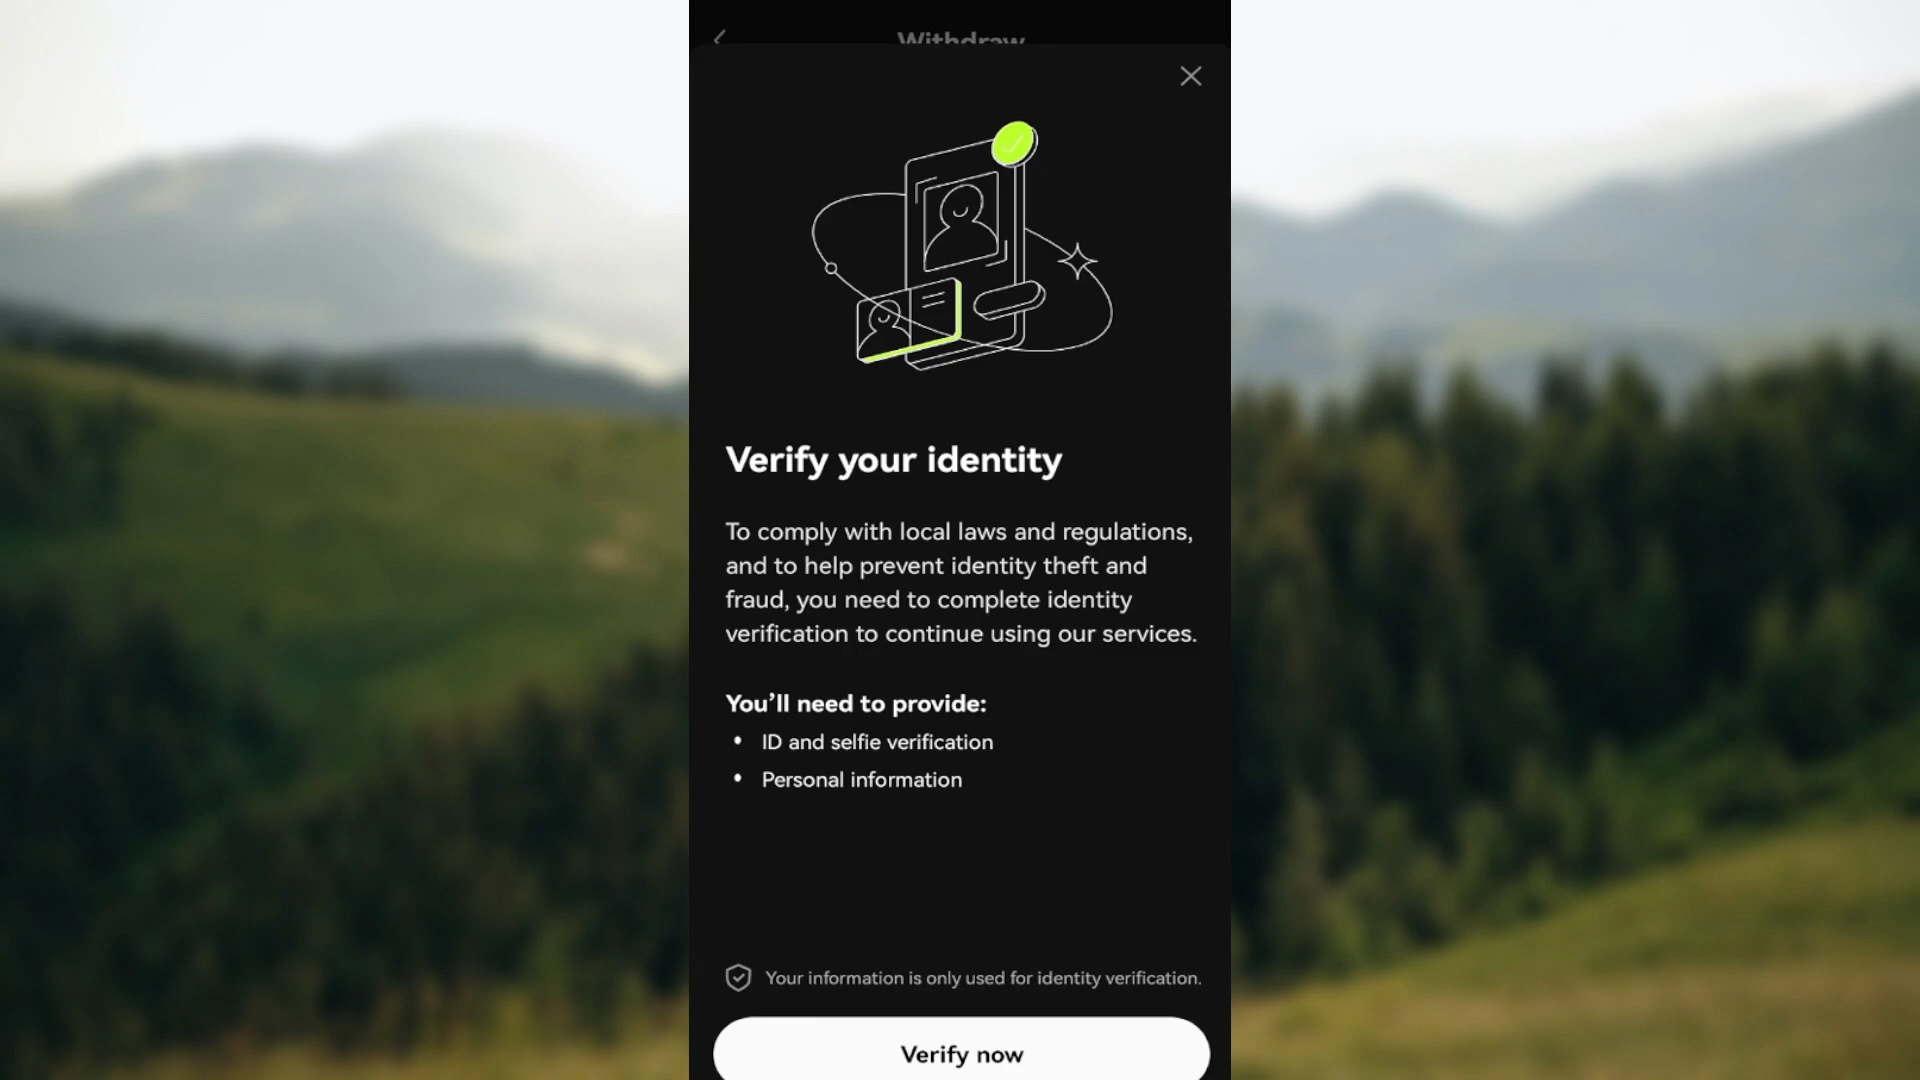 Withdraw
Verify your identity
To comply with local laws and regulations,
and to help prevent identity theft and
fraud, you need to complete identity
verification to continue using our services.
You’ll need to provide:
• ID and selfie verification
• Personal information
Your information is only used for identity verification.
Verify now